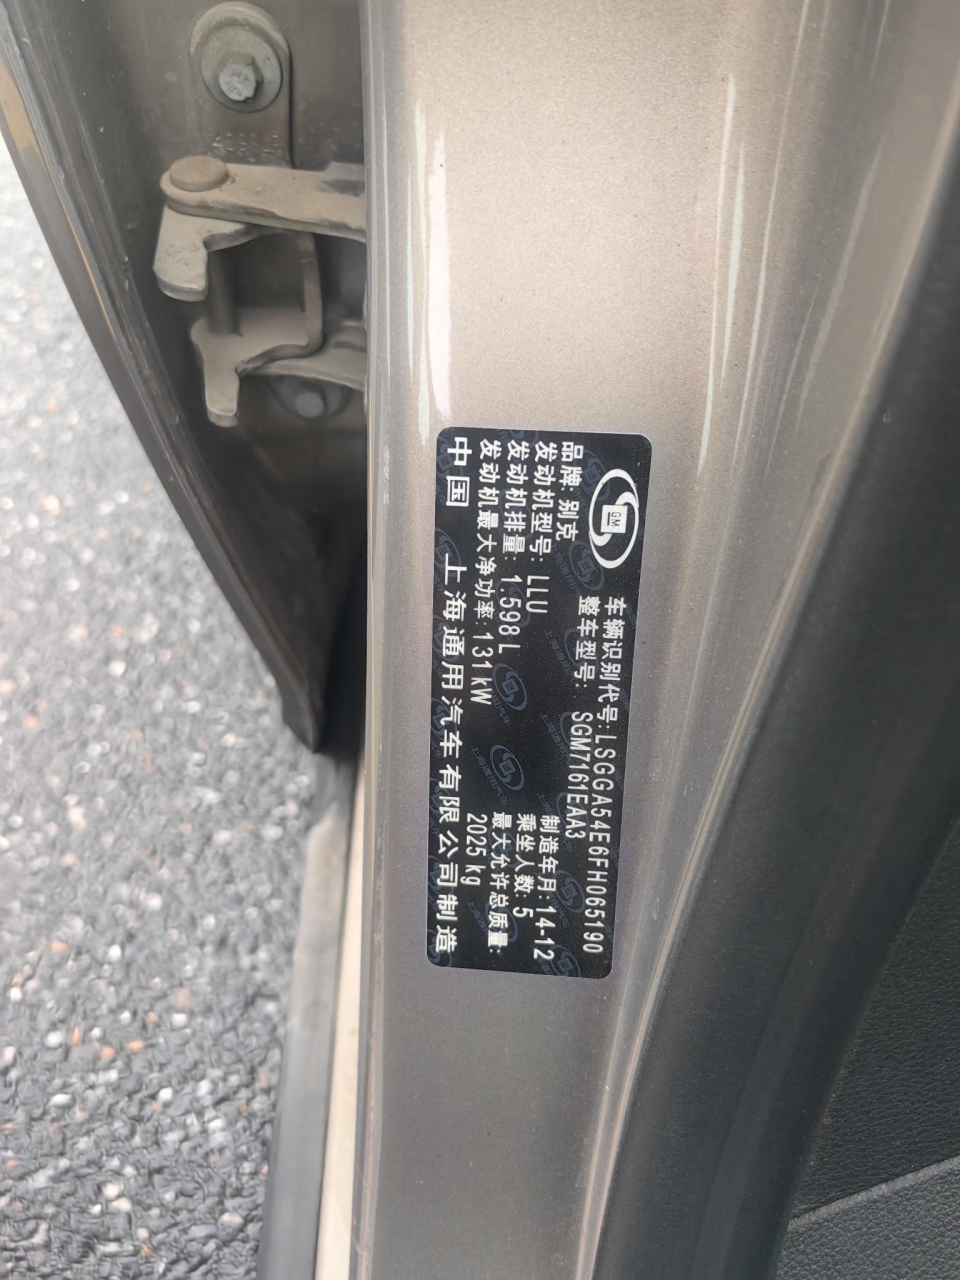 GM
车辆识别代号:LSGGA54E6FH065190
整车型号: SGM7161EAA3
品牌:别克
发动机型号: LLU
制造年月:14-12
发动机排量: 1.598 L
乘坐人数: 5
发动机最大净功率:131kW
最大允许总质量:
2025 kg
中国 上海通用汽车有限公司制造